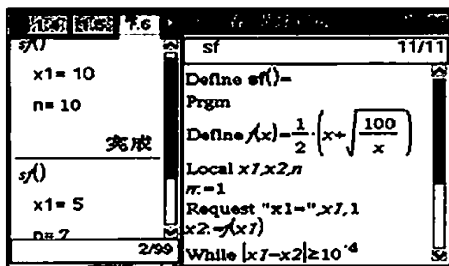 1.6
sf()
x1= 10
n= 10
完成
sf()
x1= 5
n= 7
2/99
sf 11/11
Define sf()=
Prgm
Define f(x)=1/2·(x+√(100/x))
Local x1,x2,n
n:=1
Request "x1=",x1,1
x2:=f(x1)
While |x1-x2|≥10